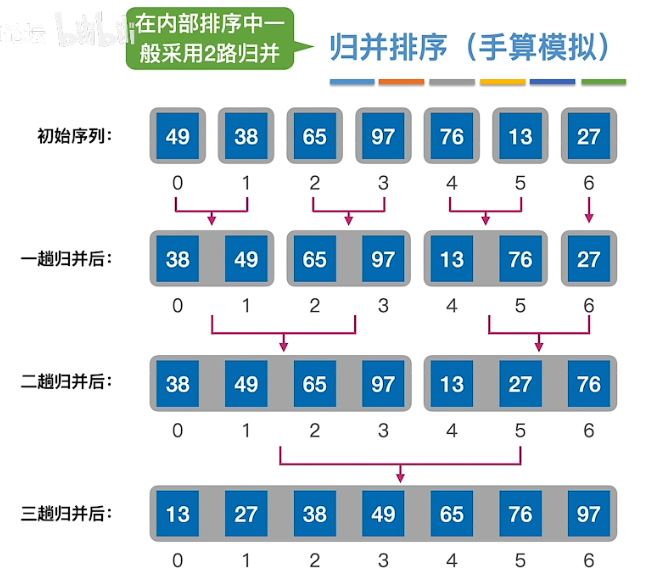 在内部排序中一
般采用2路归并
归并排序（手算模拟）
初始序列：
49 38 65 97 76 13 27
0 1 2 3 4 5 6
一趟归并后：
38 49 65 97 13 76 27
0 1 2 3 4 5 6
二趟归并后：
38 49 65 97 13 27 76
0 1 2 3 4 5 6
三趟归并后：
13 27 38 49 65 76 97
0 1 2 3 4 5 6